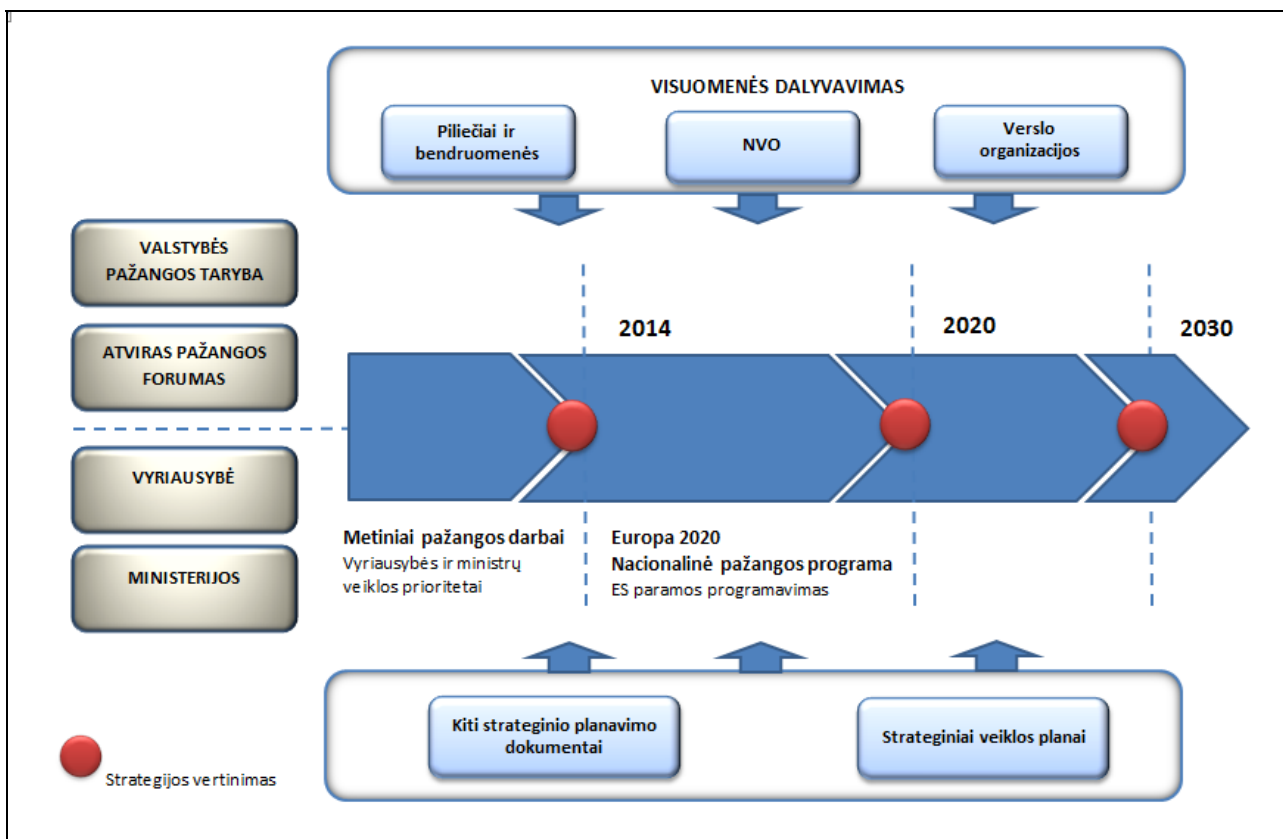 VISUOMENĖS DALYVAVIMAS
Piliečiai ir
bendruomenės
NVO
Verslo
organizacijos
VALSTYBĖS
PAŽANGOS TARYBA
ATVIRAS PAŽANGOS
FORUMAS
VYRIAUSYBĖ
MINISTERIJOS
2014
2020
2030
Metiniai pažangos darbai
Vyriausybės ir ministrų
veiklos prioritetai
Europa 2020
Nacionalinė pažangos programa
ES paramos programavimas
Kiti strateginio planavimo
dokumentai
Strateginiai veiklos planai
Strategijos vertinimas